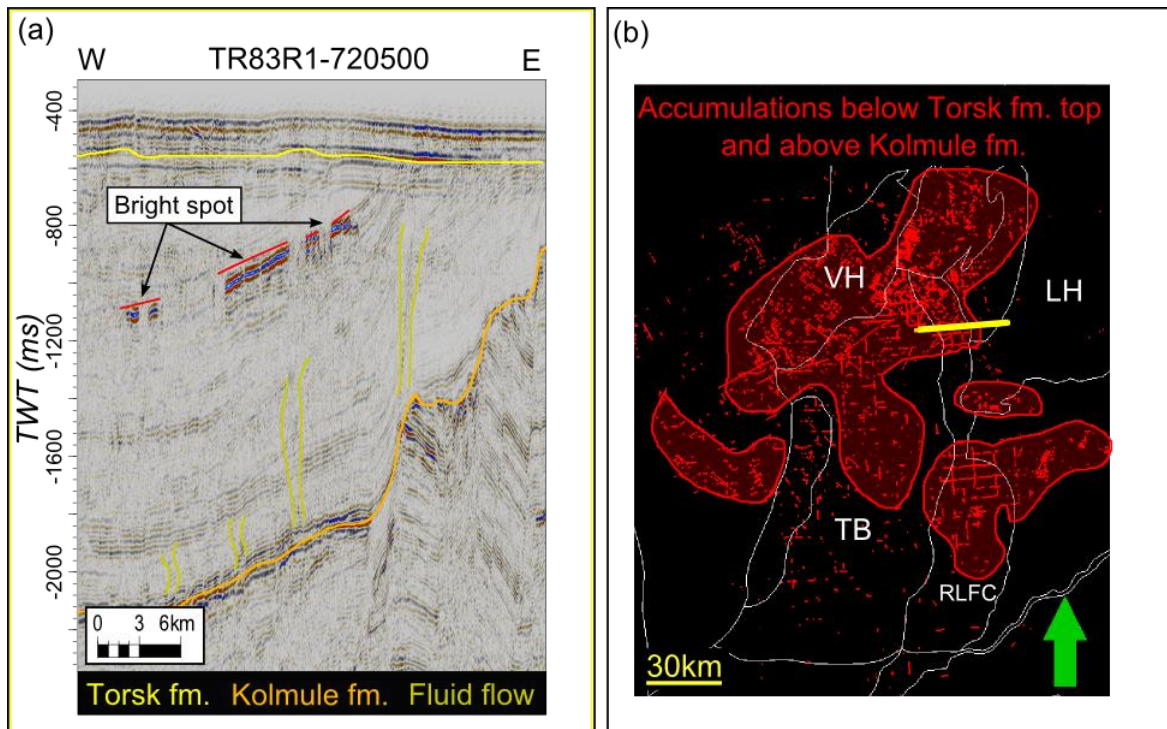 (a)
W
TR83R1-720500
E
-400
-800
-1200
-1600
-2000
TWT (ms)
Bright spot
0 3 6km
Torsk fm. Kolmule fm. Fluid flow
(b)
Accumulations below Torsk fm. top
and above Kolmule fm.
VH
LH
TB
RLFC
30km